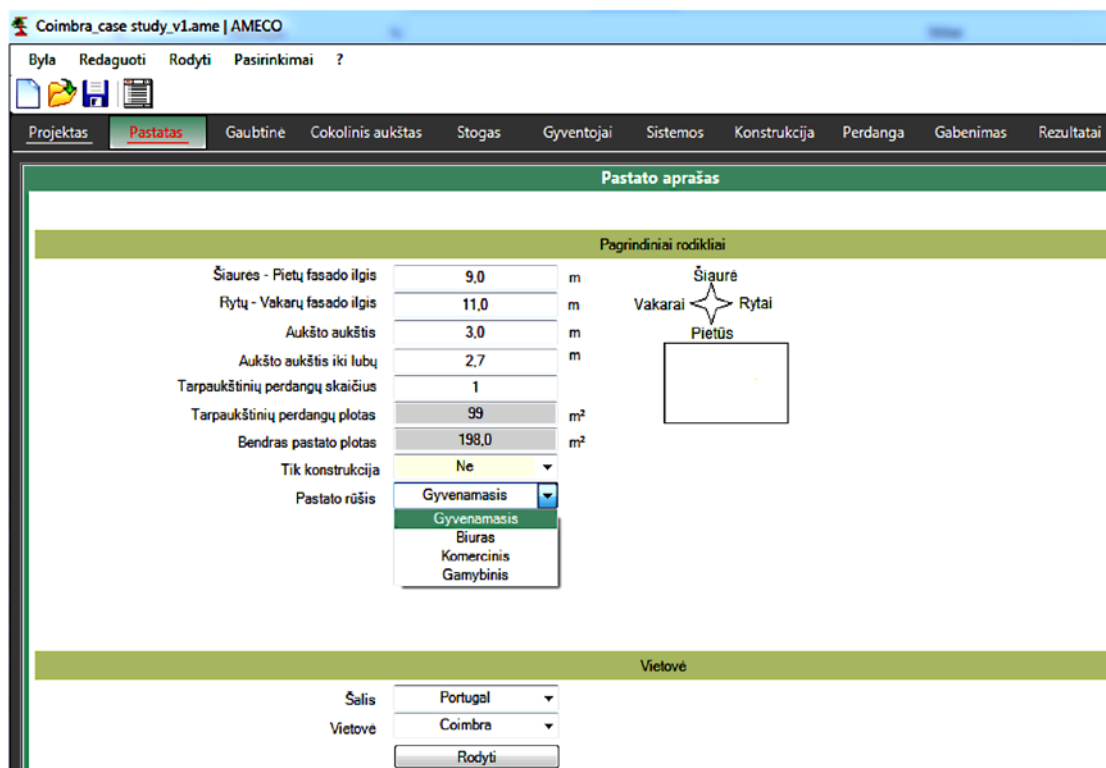 Coimbra_case study_v1.ame | AMECO
Byla Redaguoti Rodyti Pasirinkimai ?
Projektas Pastatas Gaubtinė Cokolinis aukštas Stogas Gyventojai Sistemos Konstrukcija Perdanga Gabenimas Rezultatai
Pastato aprašas
Pagrindiniai rodikliai
Šiaurės - Pietų fasado ilgis 9,0 m
Rytų - Vakarų fasado ilgis 11,0 m
Aukšto aukštis 3,0 m
Aukšto aukštis iki lubų 2,7 m
Tarpaukštinių perdangų skaičius 1
Tarpaukštinių perdangų plotas 99 m²
Bendras pastato plotas 198,0 m²
Tik konstrukcija Ne
Pastato rūšis Gyvenamasis
Gyvenamasis
Biuras
Komercinis
Gamybinis
Šiaurė
Vakarai Rytai
Pietūs
Vietovė
Šalis Portugal
Vietovė Coimbra
Rodyti